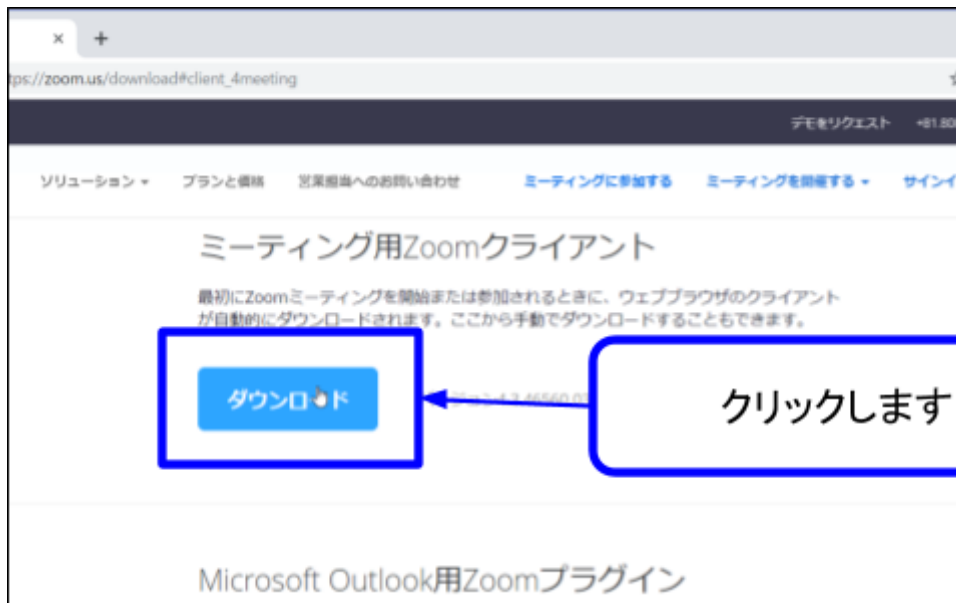 × +
tps://zoom.us/download#client_4meeting
デモをリクエスト +81.80
ソリューション プランと価格 営業担当へのお問い合わせ ミーティングに参加する ミーティングを開催する サインイ
ミーティング用Zoomクライアント
最初にZoomミーティングを開始または参加されるときに、ウェブブラウザのクライアント
が自動的にダウンロードされます。ここから手動でダウンロードすることもできます。
ダウンロード
クリックします
Microsoft Outlook用Zoomプラグイン